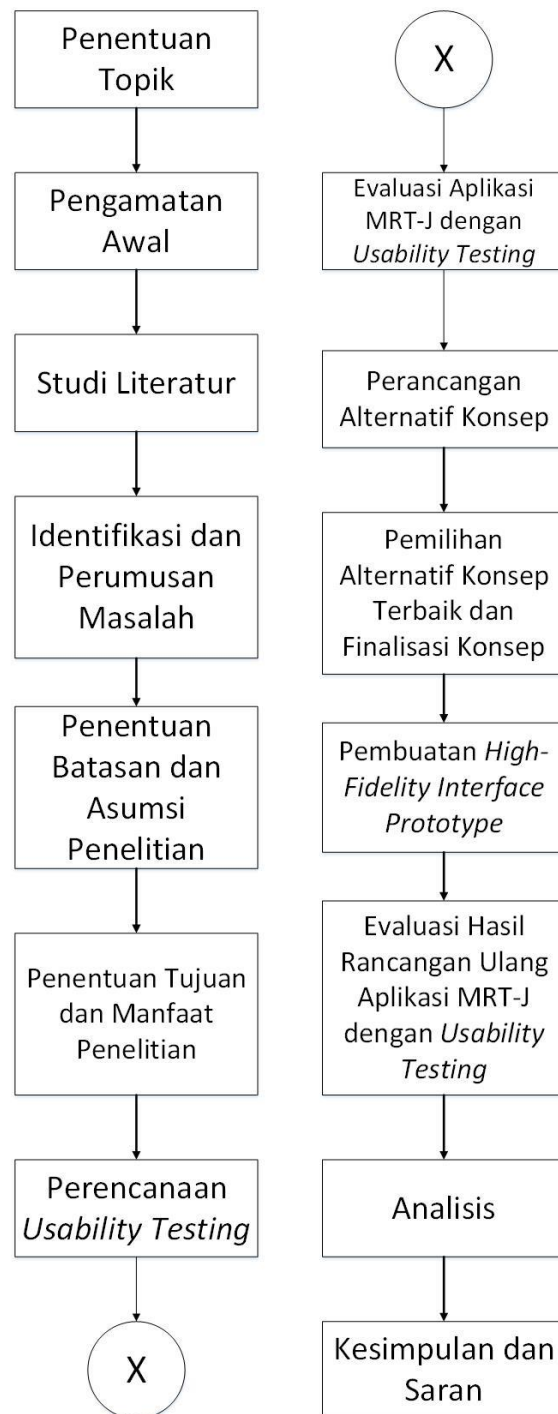 Penentuan
Topik
Pengamatan
Awal
Studi Literatur
Identifikasi dan
Perumusan
Masalah
Penentuan
Batasan dan
Asumsi
Penelitian
Penentuan Tujuan
dan Manfaat
Penelitian
Perencanaan
Usability Testing
X
X
Evaluasi Aplikasi
MRT-J dengan
Usability Testing
Perancangan
Alternatif Konsep
Pemilihan
Alternatif Konsep
Terbaik dan
Finalisasi Konsep
Pembuatan High-
Fidelity Interface
Prototype
Evaluasi Hasil
Rancangan Ulang
Aplikasi MRT-J
dengan Usability
Testing
Analisis
Kesimpulan dan
Saran